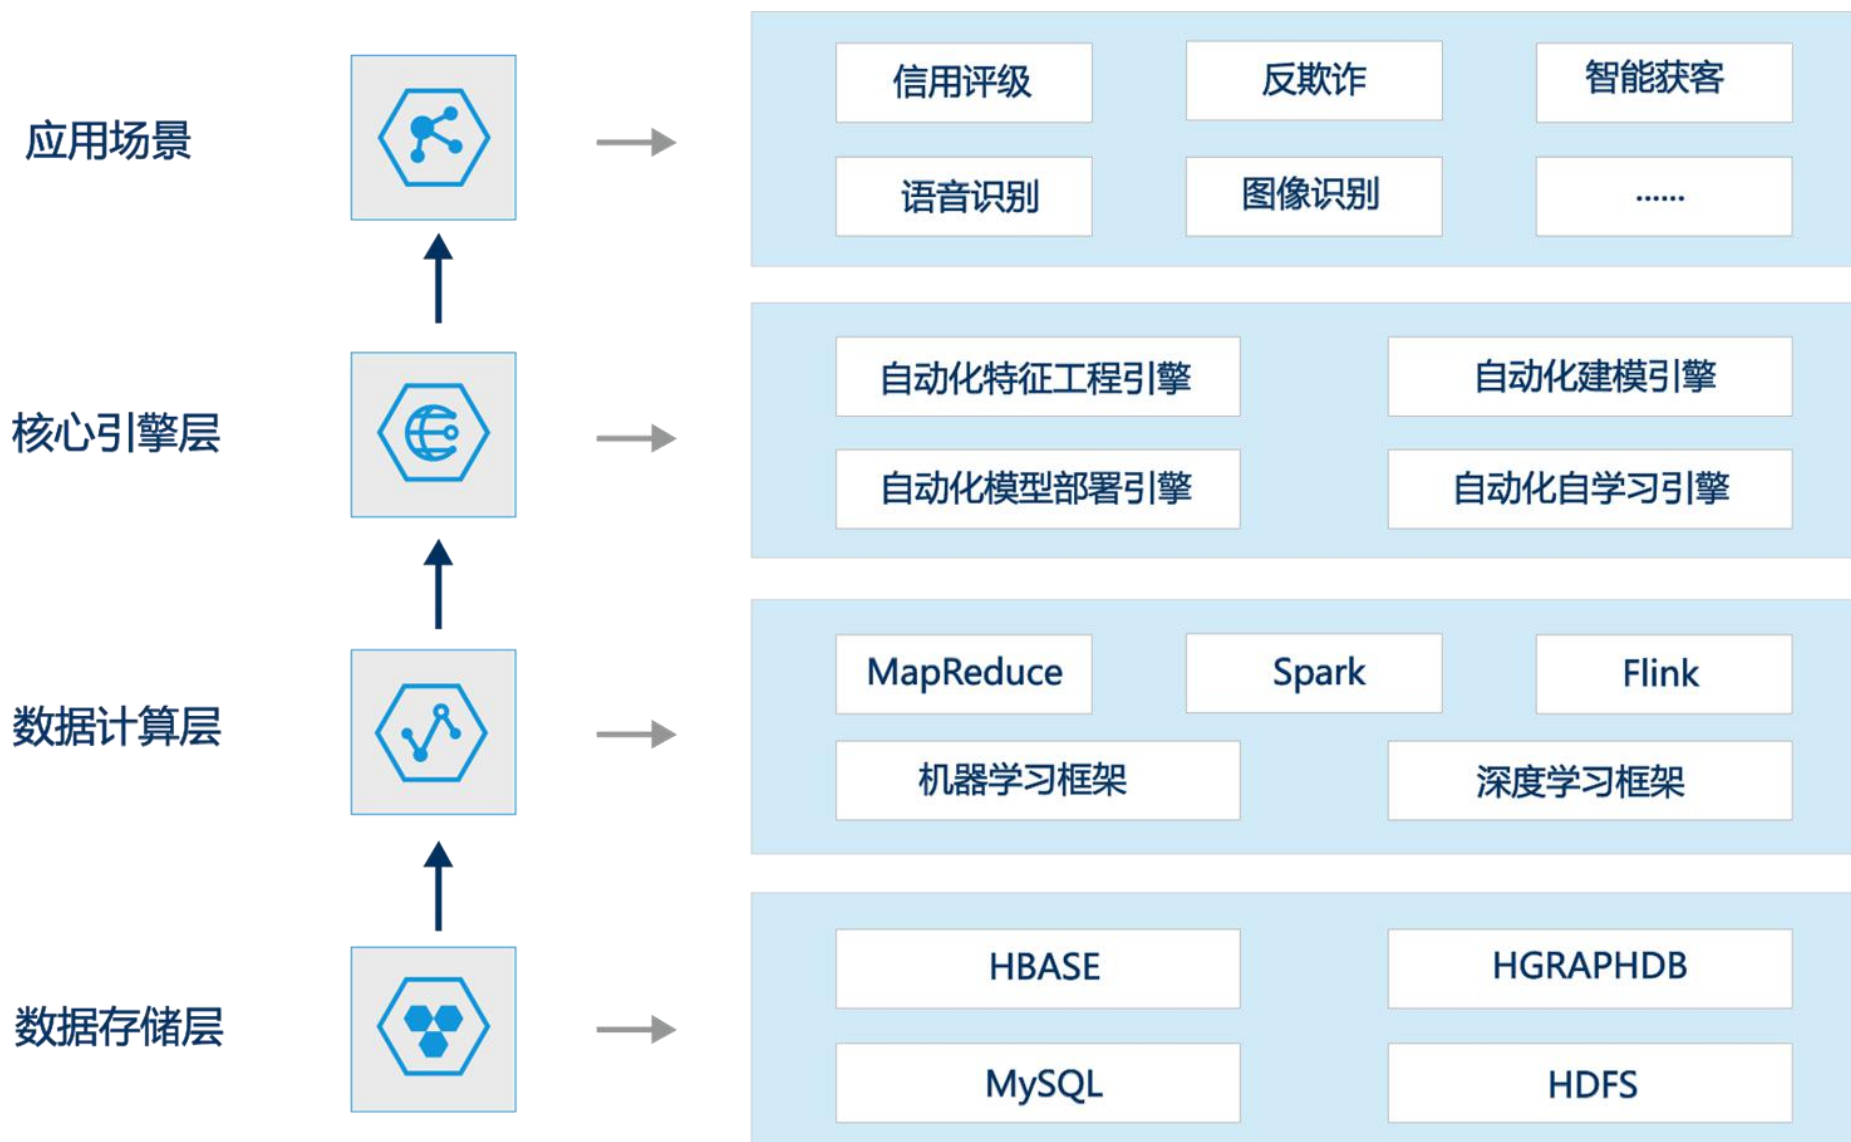 应用场景
信用评级
反欺诈
智能获客
语音识别
图像识别
······
核心引擎层
自动化特征工程引擎
自动化建模引擎
自动化模型部署引擎
自动化自学习引擎
数据计算层
MapReduce
Spark
Flink
机器学习框架
深度学习框架
数据存储层
HBASE
HGRAPHDB
MySQL
HDFS